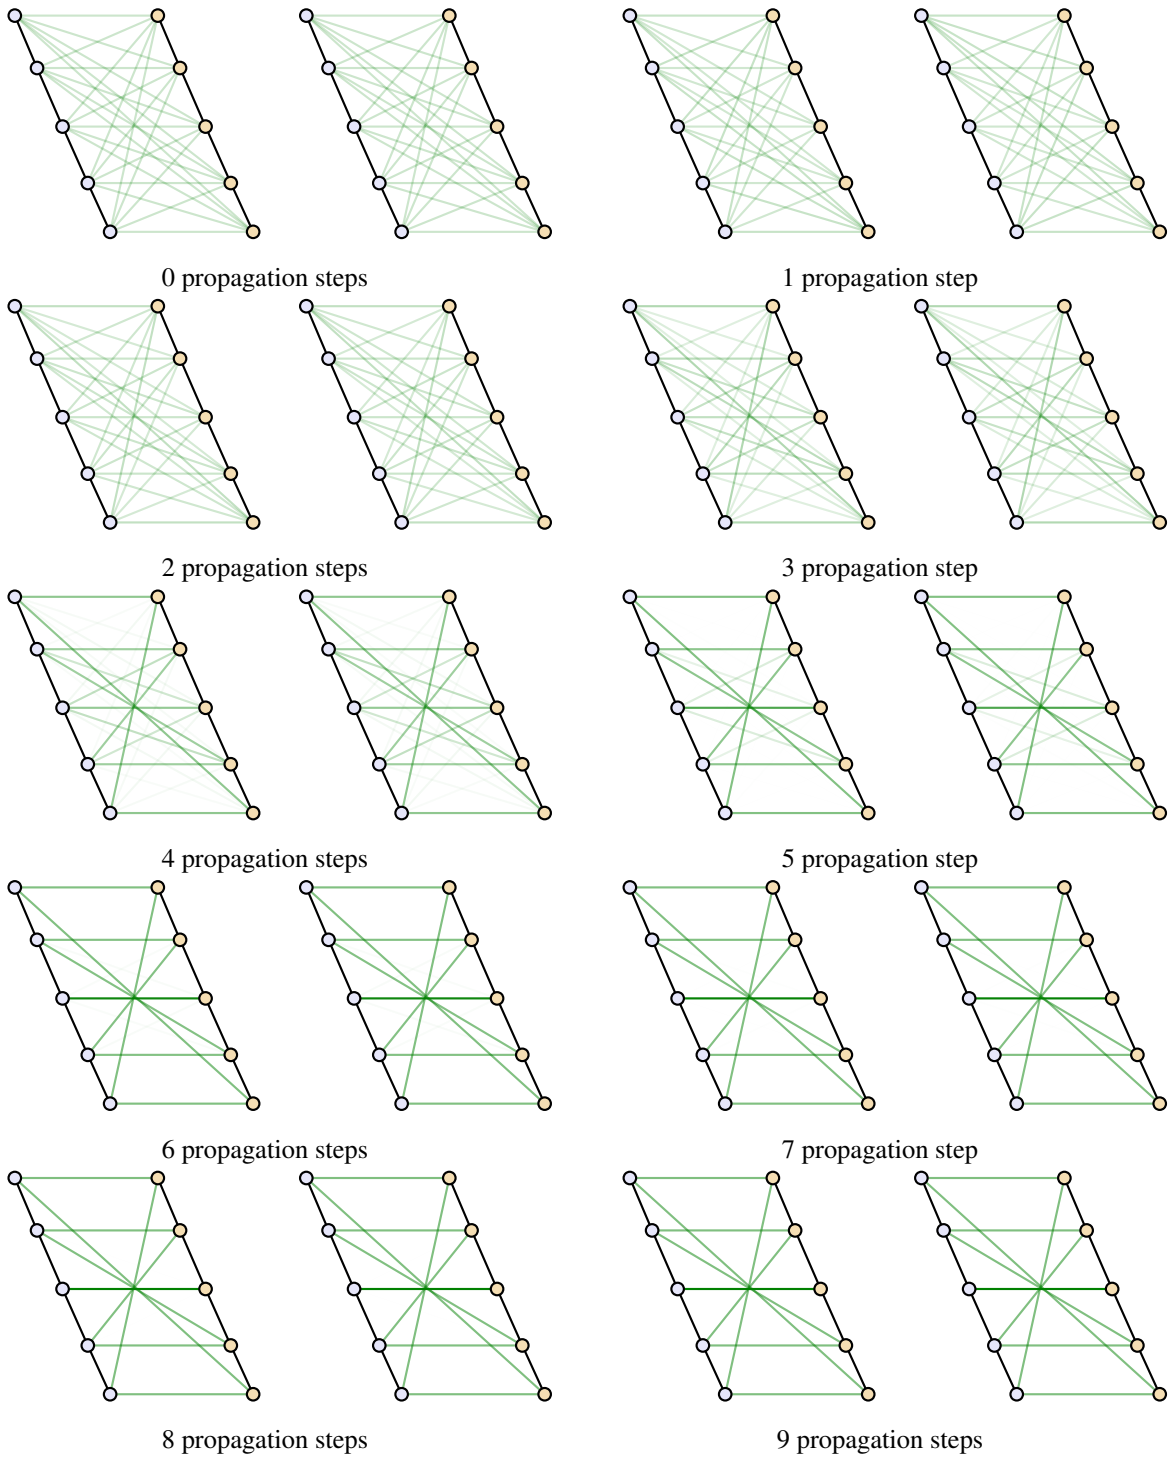 0 propagation steps
1 propagation step
2 propagation steps
3 propagation step
4 propagation steps
5 propagation step
6 propagation steps
7 propagation step
8 propagation steps
9 propagation steps